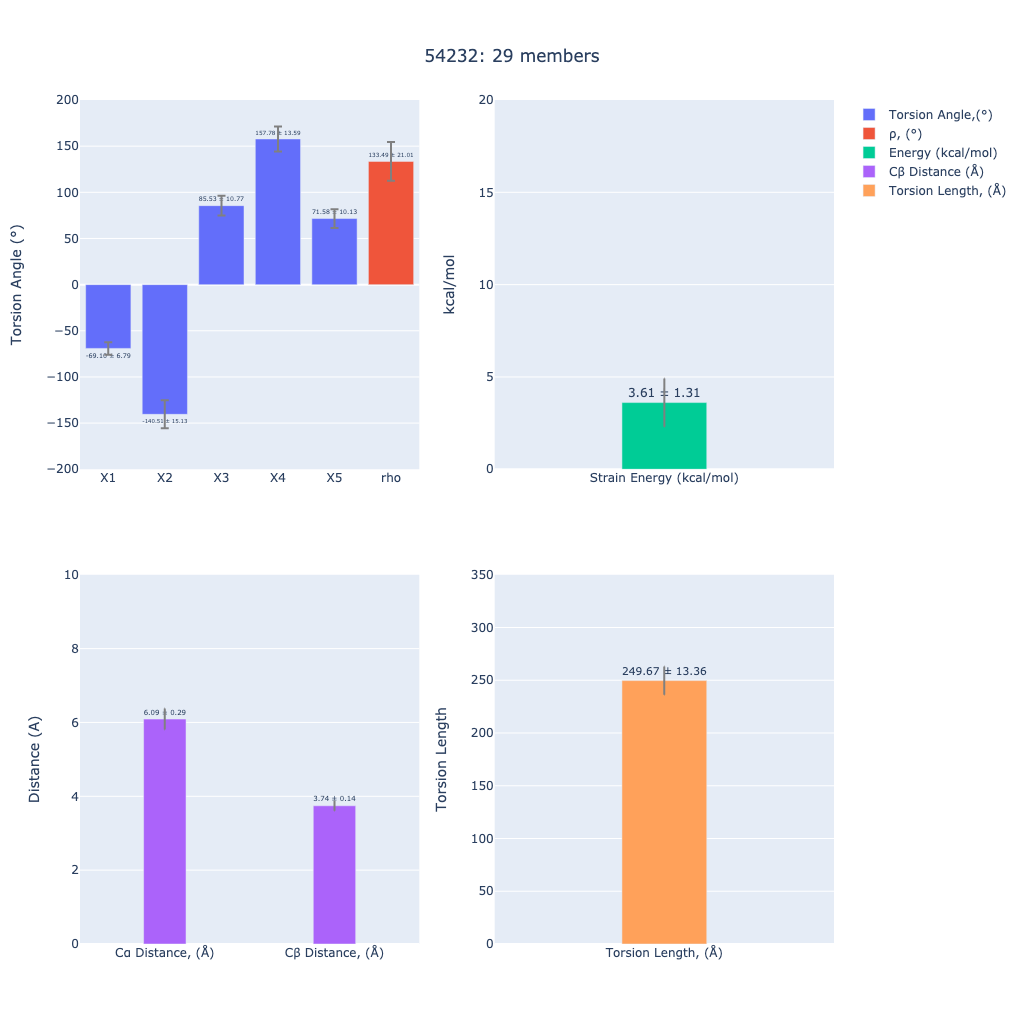 54232: 29 members
Torsion Angle (°)
200
150
100
50
0
−50
−100
−150
−200
85.53 ± 10.77
157.78 ± 13.59
71.58 ± 10.13
133.49 ± 21.01
-69.10 ± 6.79
-140.51 ± 15.13
X1 X2 X3 X4 X5 rho
kcal/mol
20
15
10
5
0
3.61 ± 1.31
Strain Energy (kcal/mol)
Torsion Angle,(°)
ρ, (°)
Energy (kcal/mol)
Cβ Distance (Å)
Torsion Length, (Å)
Distance (A)
10
8
6
4
2
0
6.09 ± 0.29
3.74 ± 0.14
Cα Distance, (Å) Cβ Distance, (Å)
Torsion Length
350
300
250
200
150
100
50
0
249.67 ± 13.36
Torsion Length, (Å)